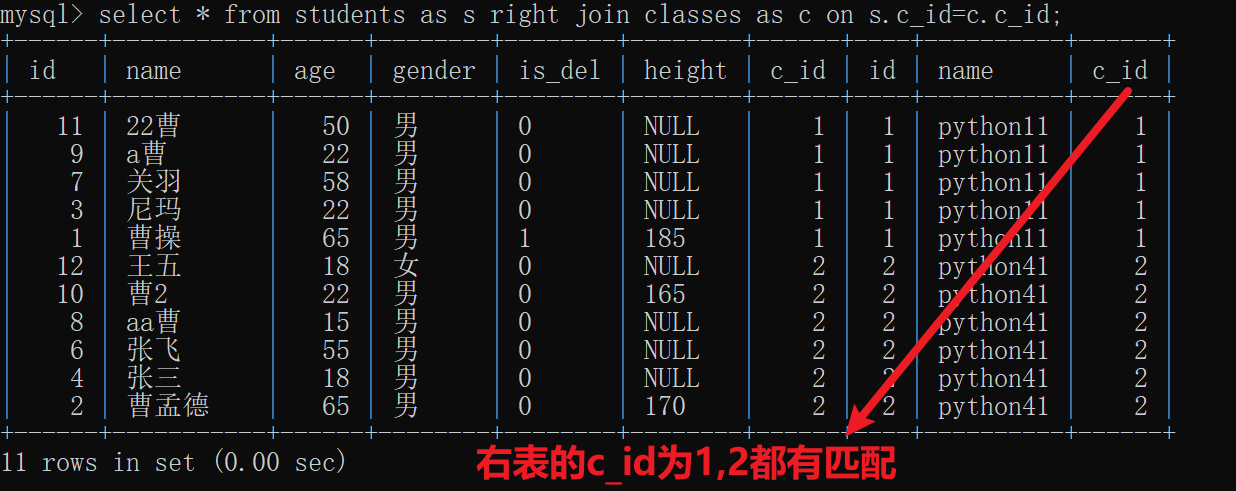 mysql> select * from students as s right join classes as c on s.c_id=c.c_id;
+------+----------+-----+--------+--------+--------+------+----+----------+------+
| id | name | age | gender | is_del | height | c_id | id | name | c_id |
+------+----------+-----+--------+--------+--------+------+----+----------+------+
| 11 | 22曹 | 50 | 男 | 0 | NULL | 1 | 1 | python11 | 1 |
| 9 | a曹 | 22 | 男 | 0 | NULL | 1 | 1 | python11 | 1 |
| 7 | 关羽 | 58 | 男 | 0 | NULL | 1 | 1 | python11 | 1 |
| 3 | 尼玛 | 22 | 男 | 0 | NULL | 1 | 1 | python11 | 1 |
| 1 | 曹操 | 65 | 男 | 1 | 185 | 1 | 1 | python11 | 1 |
| 12 | 王五 | 18 | 女 | 0 | NULL | 2 | 2 | python41 | 2 |
| 10 | 曹2 | 22 | 男 | 0 | 165 | 2 | 2 | python41 | 2 |
| 8 | aa曹 | 15 | 男 | 0 | NULL | 2 | 2 | python41 | 2 |
| 6 | 张飞 | 55 | 男 | 0 | NULL | 2 | 2 | python41 | 2 |
| 4 | 张三 | 18 | 男 | 0 | NULL | 2 | 2 | python41 | 2 |
| 2 | 曹孟德 | 65 | 男 | 0 | 170 | 2 | 2 | python41 | 2 |
+------+----------+-----+--------+--------+--------+------+----+----------+------+
11 rows in set (0.00 sec)
右表的c_id为1,2都有匹配